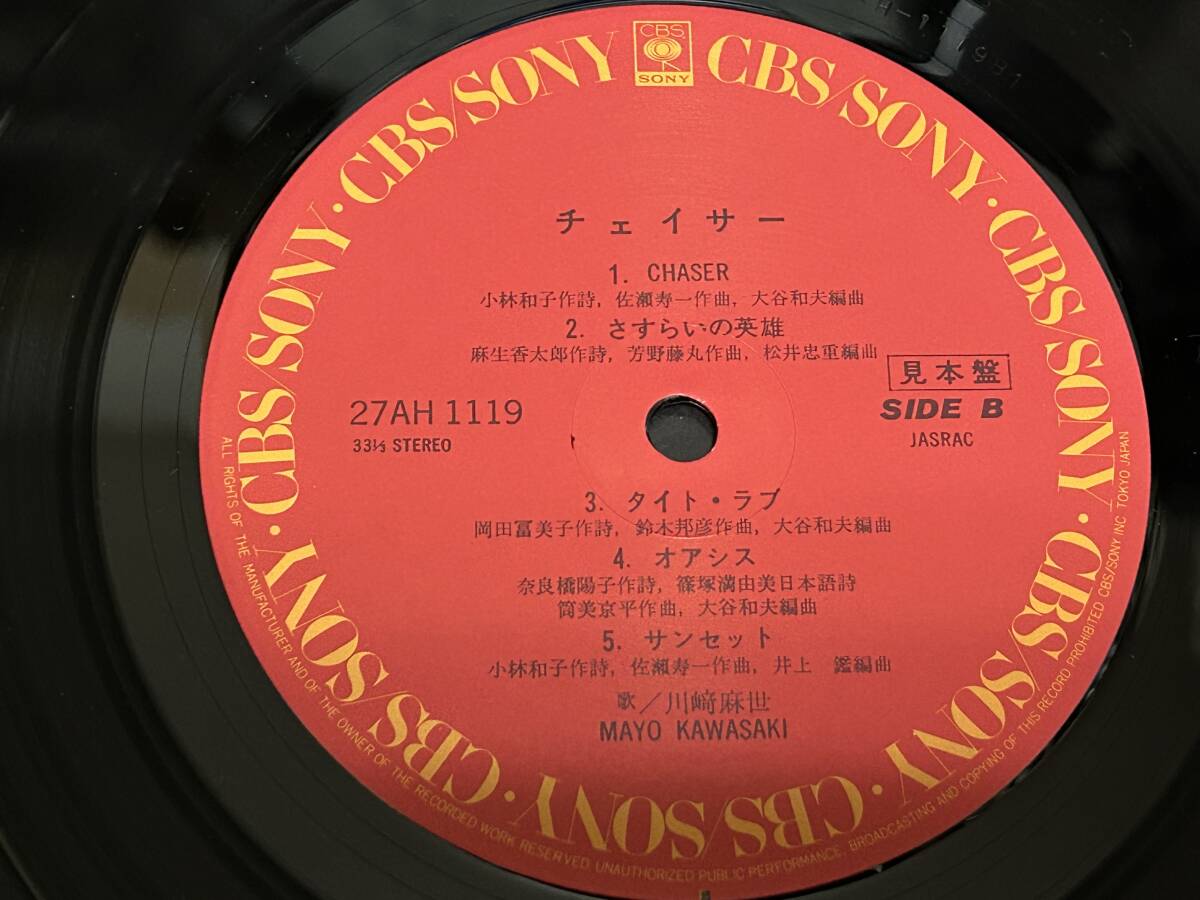 CBS
SONY
CBS/SONY · CBS/SONY · CBS/SONY · CBS/SONY · CBS/SONY · CBS/SONY · CBS/SONY · CBS/SONY
チェイサー
1. CHASER
小林和子作詩, 佐瀬寿一作曲, 大谷和夫編曲
2. さすらいの英雄
麻生香太郎作詩, 芳野藤丸作曲, 松井忠重編曲
見本盤
27AH 1119
SIDE B
33⅓ STEREO
JASRAC
3. タイト・ラブ
岡田冨美子作詩, 鈴木邦彦作曲, 大谷和夫編曲
4. オアシス
奈良橋陽子作詩, 篠塚満由美日本語詩
筒美京平作曲, 大谷和夫編曲
5. サンセット
小林和子作詩, 佐瀬寿一作曲, 井上 鑑編曲
歌／川﨑麻世
MAYO KAWASAKI
ALL RIGHTS OF THE MANUFACTURER AND OF THE OWNER OF THE RECORDED WORK RESERVED. UNAUTHORIZED PUBLIC PERFORMANCE, BROADCASTING AND COPYING OF THIS RECORD PROHIBITED CBS/SONY INC. TOKYO JAPAN